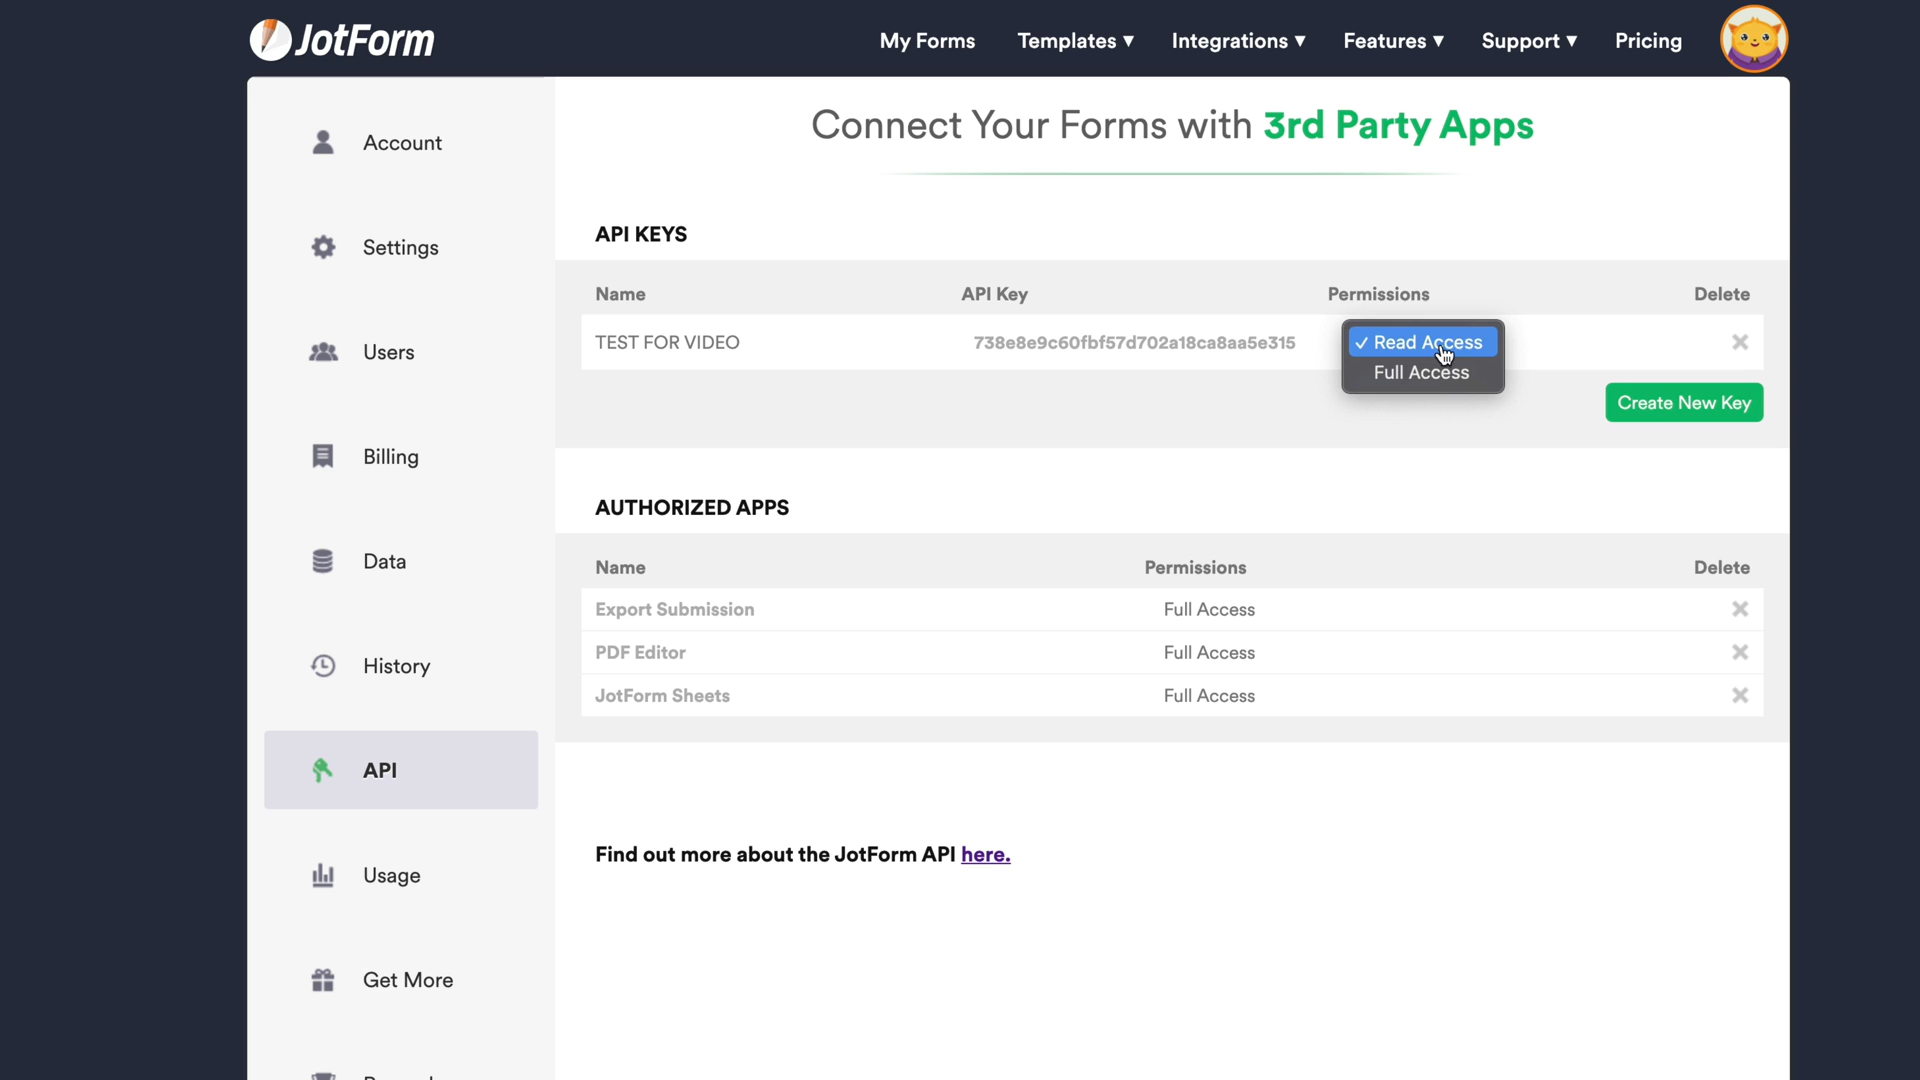 JotForm
My Forms Templates ▼ Integrations ▼ Features ▼ Support ▼ Pricing
Account
Settings
Users
Billing
Data
History
API
Usage
Get More
Connect Your Forms with 3rd Party Apps
API KEYS
Name API Key Permissions Delete
TEST FOR VIDEO 738e8e9c60fbf57d702a18ca8aa5e315 ✓ Read Access
Full Access
Create New Key
AUTHORIZED APPS
Name Permissions Delete
Export Submission Full Access
PDF Editor Full Access
JotForm Sheets Full Access
Find out more about the JotForm API here.